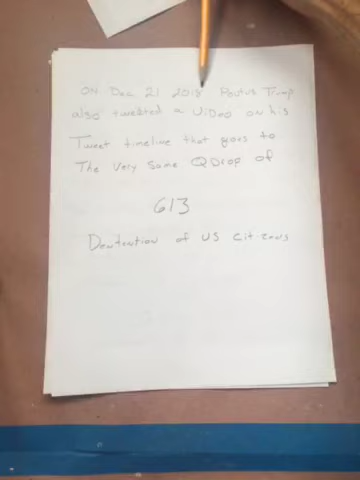 ON Dec 21 2018 Potus Trump
also tweeted a ViDeo on his
Tweet timeline that goes to
The Very Same QDrop of
613
Dentention of US Citizens